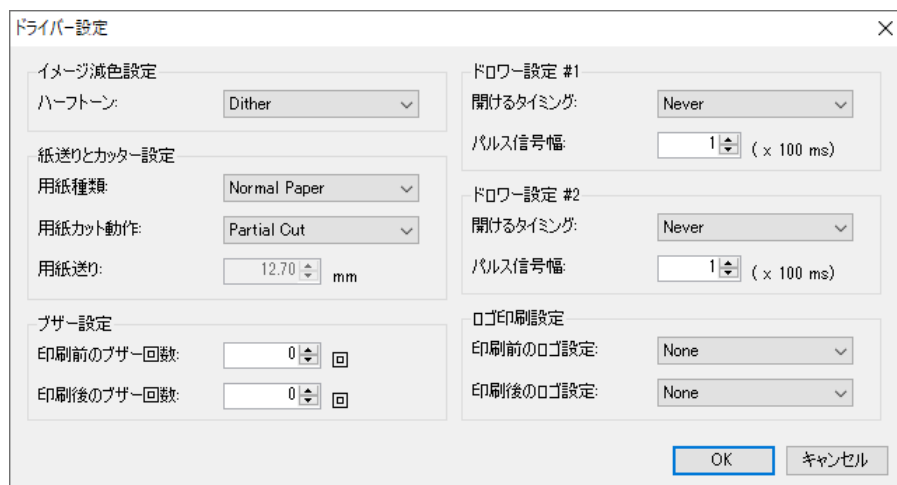 ドライバー設定
イメージ減色設定
ハーフトーン: Dither
紙送りとカッター設定
用紙種類: Normal Paper
用紙カット動作: Partial Cut
用紙送り: 12.70 mm
ブザー設定
印刷前のブザー回数: 0 回
印刷後のブザー回数: 0 回
ドロワー設定 #1
開けるタイミング: Never
パルス信号幅: 1 ( x 100 ms)
ドロワー設定 #2
開けるタイミング: Never
パルス信号幅: 1 ( x 100 ms)
ロゴ印刷設定
印刷前のロゴ設定: None
印刷後のロゴ設定: None
OK キャンセル